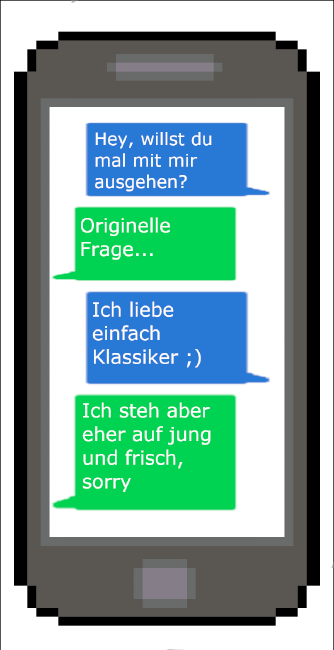 Hey, willst du
mal mit mir
ausgehen?
Originelle
Frage...
Ich liebe
einfach
Klassiker ;)
Ich steh aber
eher auf jung
und frisch,
sorry